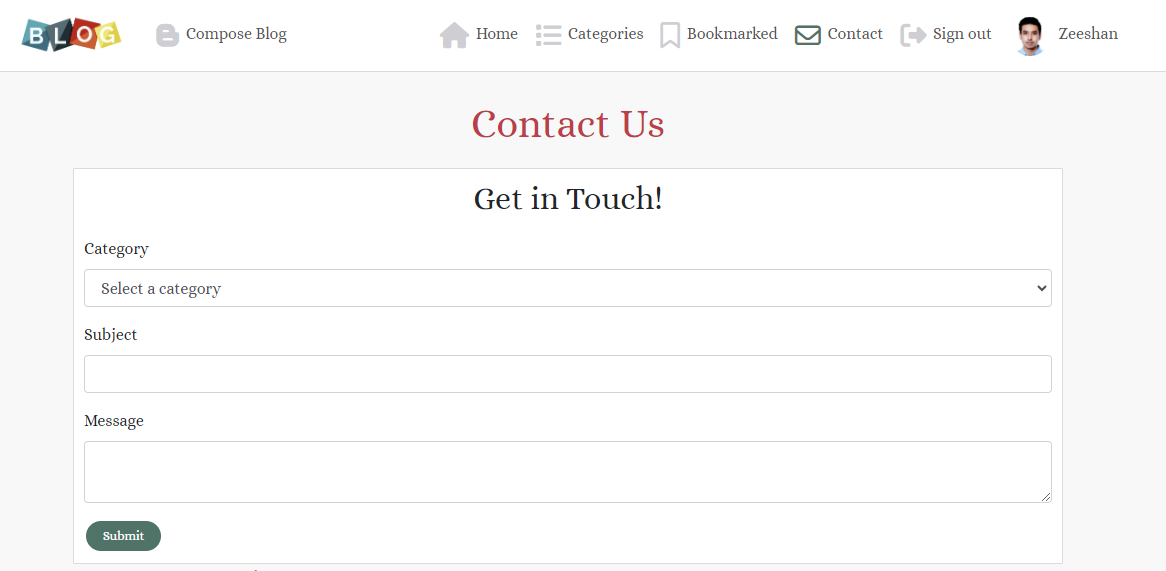 BLOG
Compose Blog
Home
Categories
Bookmarked
Contact
Sign out
Zeeshan
Contact Us
Get in Touch!
Category
Select a category
Subject
Message
Submit